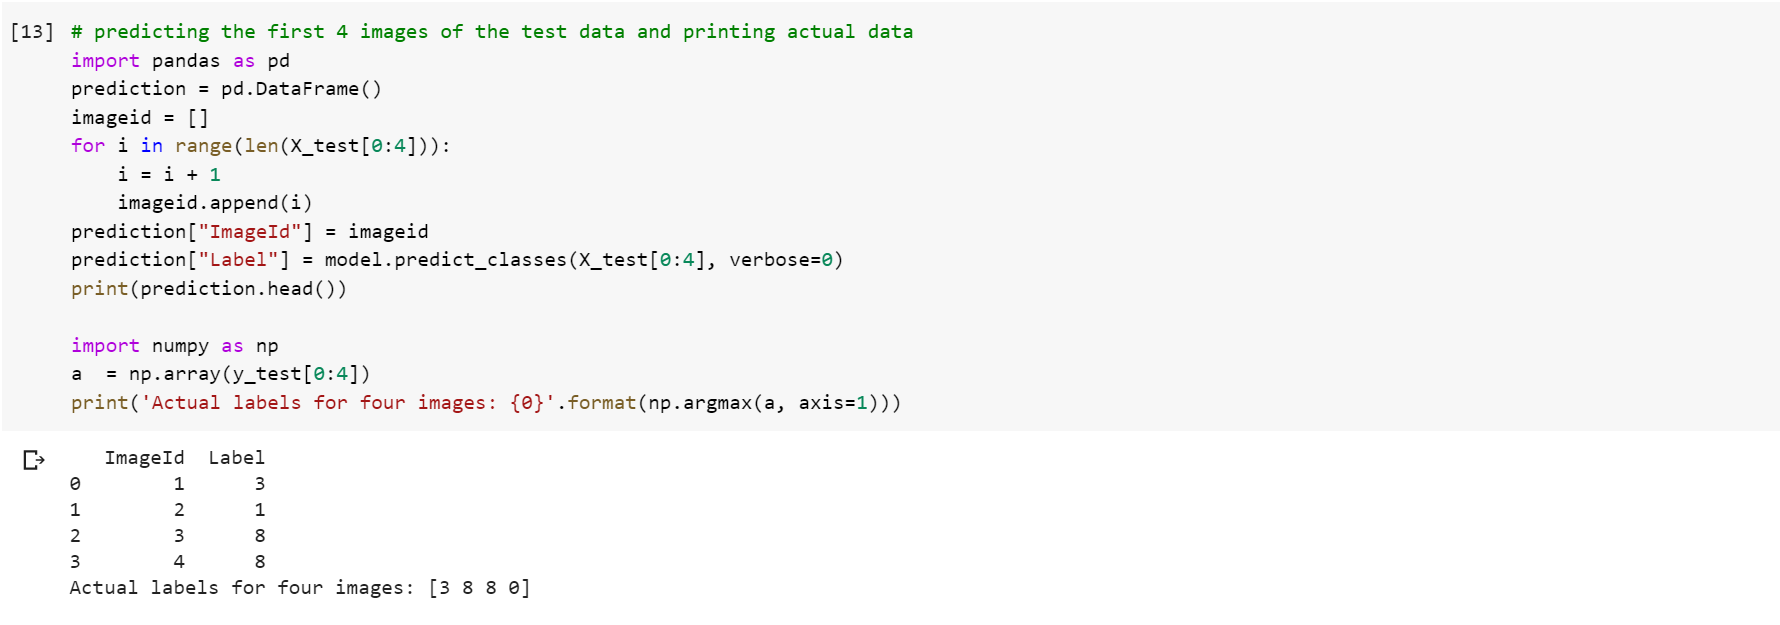 [13] # predicting the first 4 images of the test data and printing actual data
import pandas as pd
prediction = pd.DataFrame()
imageid = []
for i in range(len(X_test[0:4])):
    i = i + 1
    imageid.append(i)
prediction["ImageId"] = imageid
prediction["Label"] = model.predict_classes(X_test[0:4], verbose=0)
print(prediction.head())

import numpy as np
a  = np.array(y_test[0:4])
print('Actual labels for four images: {0}'.format(np.argmax(a, axis=1)))
   ImageId  Label
0        1      3
1        2      1
2        3      8
3        4      8
Actual labels for four images: [3 8 8 0]